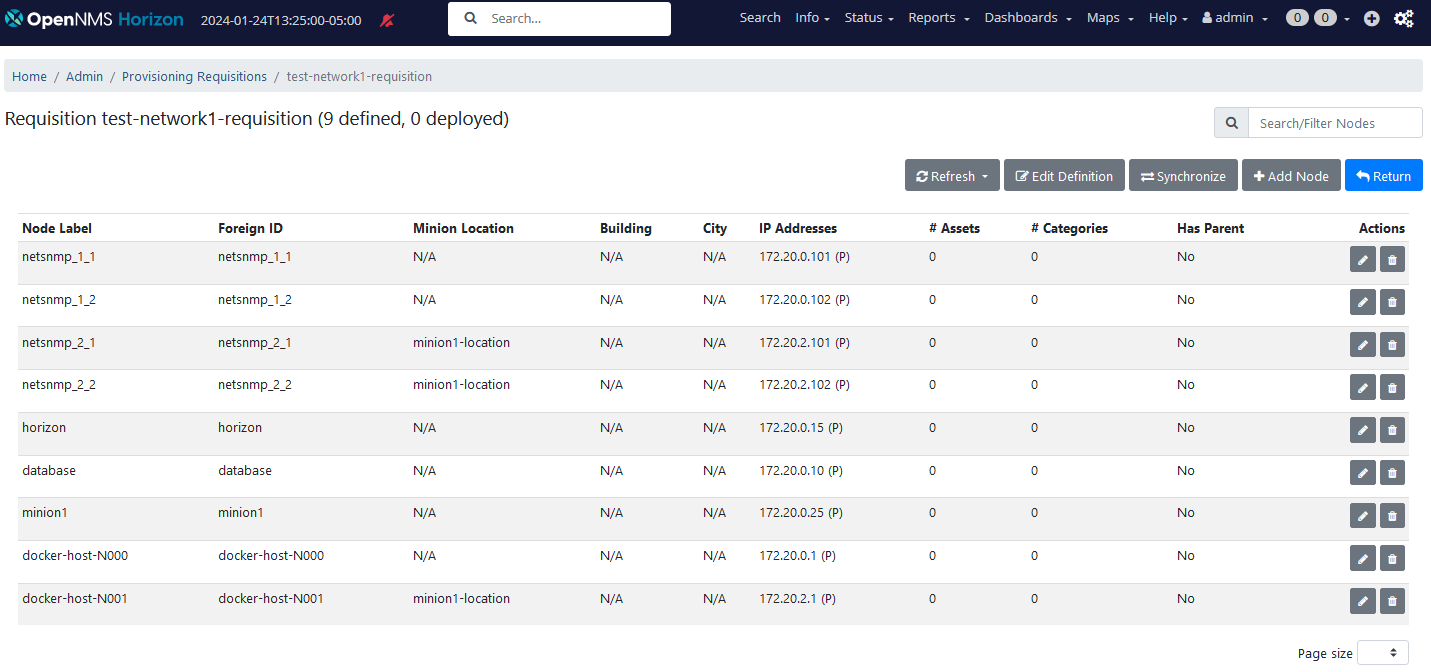 OpenNMS Horizon 2024-01-24T13:25:00-05:00 Search... Search Info Status Reports Dashboards Maps Help admin 0 0
Home / Admin / Provisioning Requisitions / test-network1-requisition
Requisition test-network1-requisition (9 defined, 0 deployed) Search/Filter Nodes
Refresh Edit Definition Synchronize Add Node Return
Node Label Foreign ID Minion Location Building City IP Addresses # Assets # Categories Has Parent Actions
netsnmp_1_1 netsnmp_1_1 N/A N/A N/A 172.20.0.101 (P) 0 0 No
netsnmp_1_2 netsnmp_1_2 N/A N/A N/A 172.20.0.102 (P) 0 0 No
netsnmp_2_1 netsnmp_2_1 minion1-location N/A N/A 172.20.2.101 (P) 0 0 No
netsnmp_2_2 netsnmp_2_2 minion1-location N/A N/A 172.20.2.102 (P) 0 0 No
horizon horizon N/A N/A N/A 172.20.0.15 (P) 0 0 No
database database N/A N/A N/A 172.20.0.10 (P) 0 0 No
minion1 minion1 N/A N/A N/A 172.20.0.25 (P) 0 0 No
docker-host-N000 docker-host-N000 N/A N/A N/A 172.20.0.1 (P) 0 0 No
docker-host-N001 docker-host-N001 minion1-location N/A N/A 172.20.2.1 (P) 0 0 No
Page size